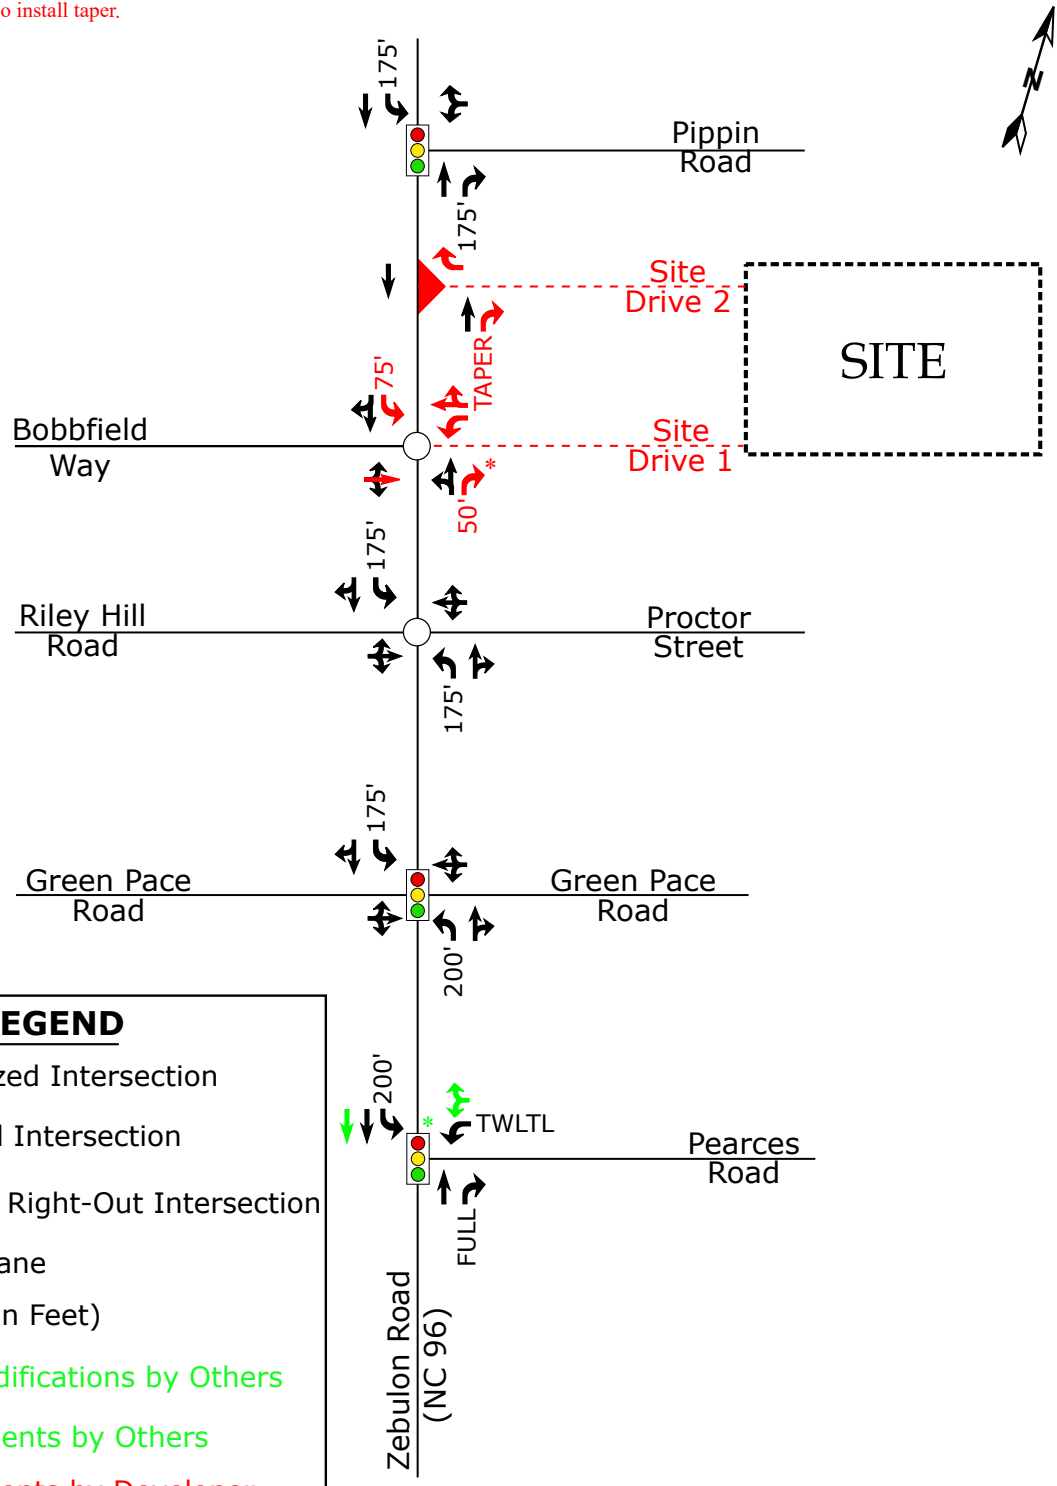 o install taper.
175'
N
Pippin
Road
175'
Site
Drive 2
SITE
TAPER
75'
Bobbfield
Way
Site
Drive 1
*
50'
175'
Riley Hill
Road
Proctor
Street
175'
175'
Green Pace
Road
Green Pace
Road
200'
200'
*
TWLTL
Pearces
Road
FULL
Zebulon Road
(NC 96)
EGEND
zed Intersection
Intersection
Right-Out Intersection
ane
n Feet)
difications by Others
ents by Others